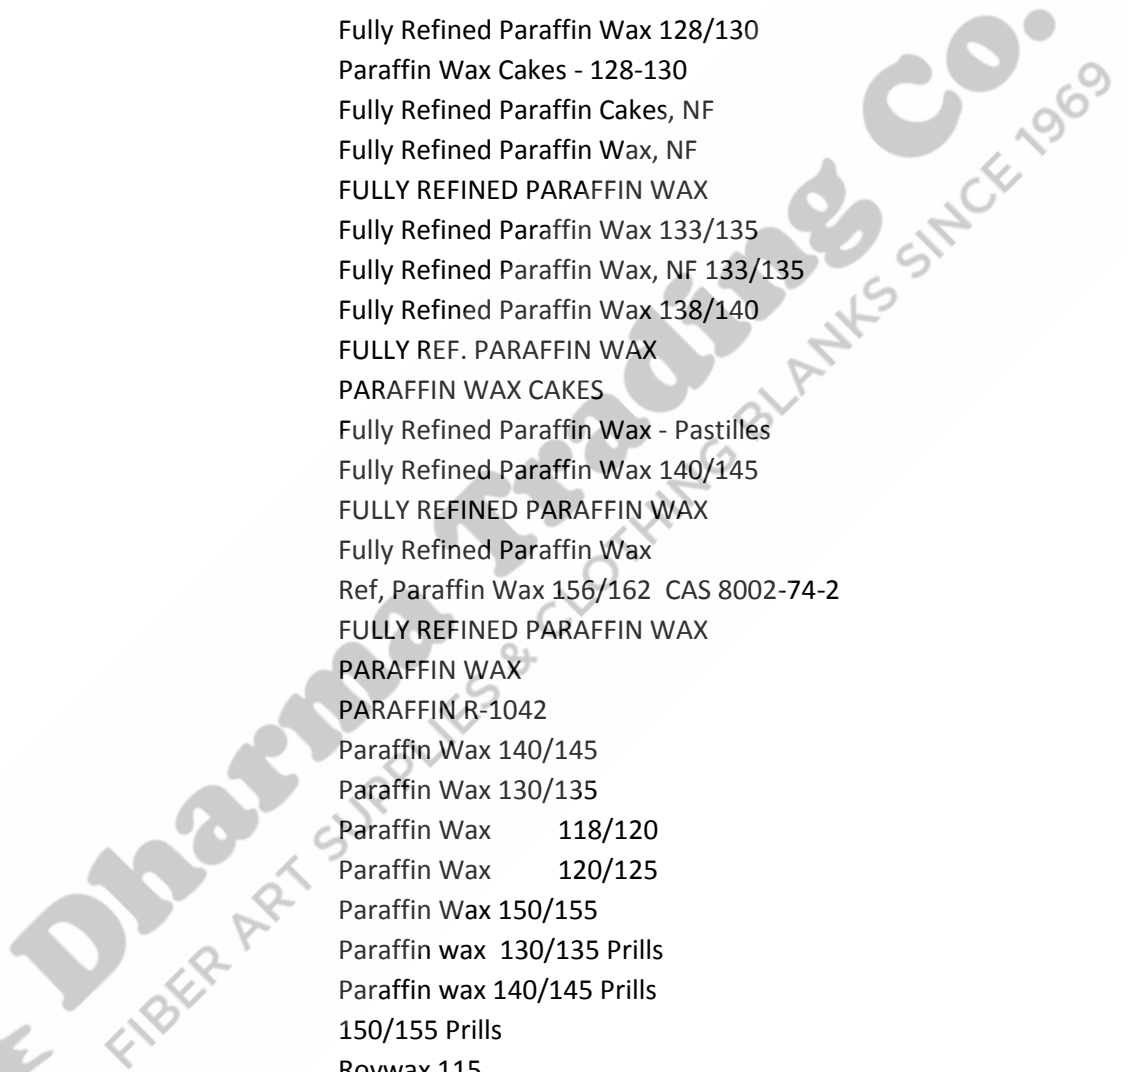 Fully Refined Paraffin Wax 128/130
Paraffin Wax Cakes - 128-130
Fully Refined Paraffin Cakes, NF
Fully Refined Paraffin Wax, NF
FULLY REFINED PARAFFIN WAX
Fully Refined Paraffin Wax 133/135
Fully Refined Paraffin Wax, NF 133/135
Fully Refined Paraffin Wax 138/140
FULLY REF. PARAFFIN WAX
PARAFFIN WAX CAKES
Fully Refined Paraffin Wax - Pastilles
Fully Refined Paraffin Wax 140/145
FULLY REFINED PARAFFIN WAX
Fully Refined Paraffin Wax
Ref, Paraffin Wax 156/162  CAS 8002-74-2
FULLY REFINED PARAFFIN WAX
PARAFFIN WAX
PARAFFIN R-1042
Paraffin Wax 140/145
Paraffin Wax 130/135
Paraffin Wax 118/120
Paraffin Wax 120/125
Paraffin Wax 150/155
Paraffin wax  130/135 Prills
Paraffin wax 140/145 Prills
150/155 Prills
Roywax 115
Dharma Trading Co.
FIBER ART SUPPLIES & CLOTHING BLANKS SINCE 1969